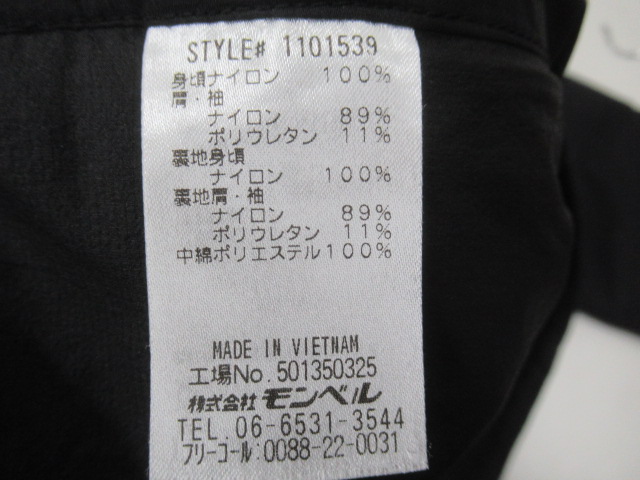 STYLE# 1101539
身頃ナイロン 100%
肩・袖
ナイロン 89%
ポリウレタン 11%
裏地身頃
ナイロン 100%
裏地肩・袖
ナイロン 89%
ポリウレタン 11%
中綿ポリエステル100%
MADE IN VIETNAM
工場No. 501350325
株式会社モンベル
TEL. 06-6531-3544
フリーコール:0088-22-0031